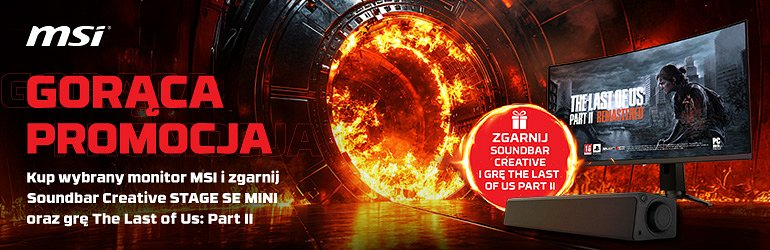 msi
GORĄCA
PROMOCJA
Kup wybrany monitor MSI i zgarnij
Soundbar Creative STAGE SE MINI
oraz grę The Last of Us: Part II
ZGARNIJ
SOUNDBAR
CREATIVE
I GRĘ THE LAST
OF US PART II
THE LAST OF US
PART II REMASTERED
18
PC